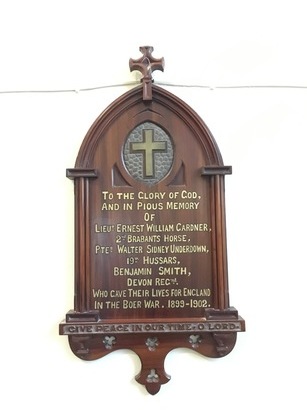 TO THE GLORY OF GOD,
AND IN PIOUS MEMORY
OF
LIEUT ERNEST WILLIAM GARDNER,
2ND BRABANTS HORSE,
PTE WALTER SIDNEY UNDERDOWN,
19TH HUSSARS,
BENJAMIN SMITH,
DEVON REGT.
WHO GAVE THEIR LIVES FOR ENGLAND
IN THE BOER WAR. 1899-1902.
GIVE PEACE IN OUR TIME O LORD